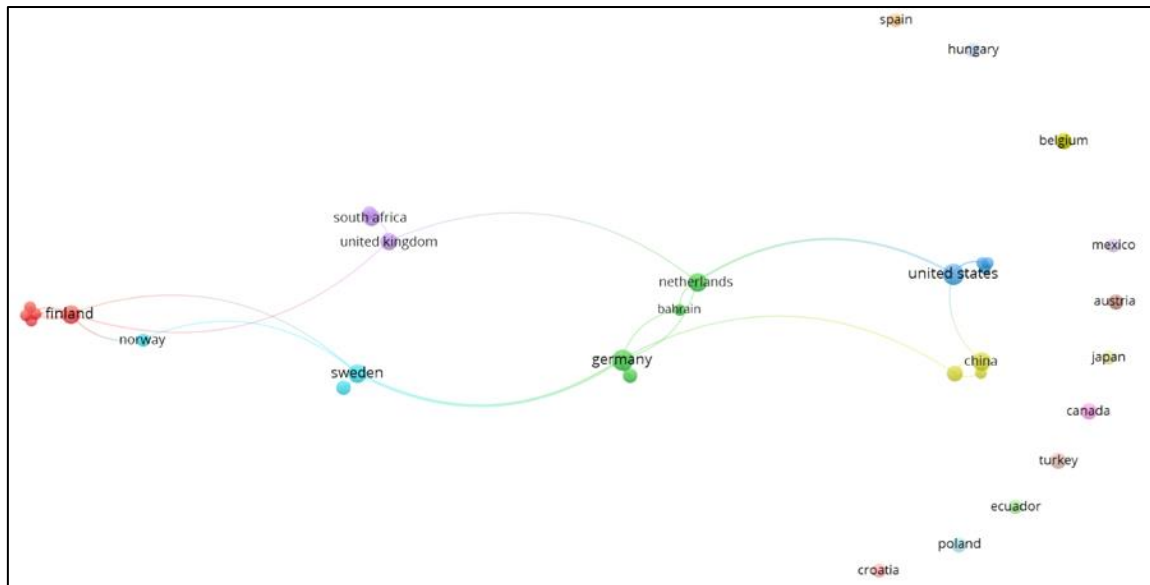 spain
hungary
belgium
south africa
united kingdom
mexico
united states
netherlands
austria
bahrain
finland
norway
germany
china
japan
sweden
canada
turkey
ecuador
poland
croatia